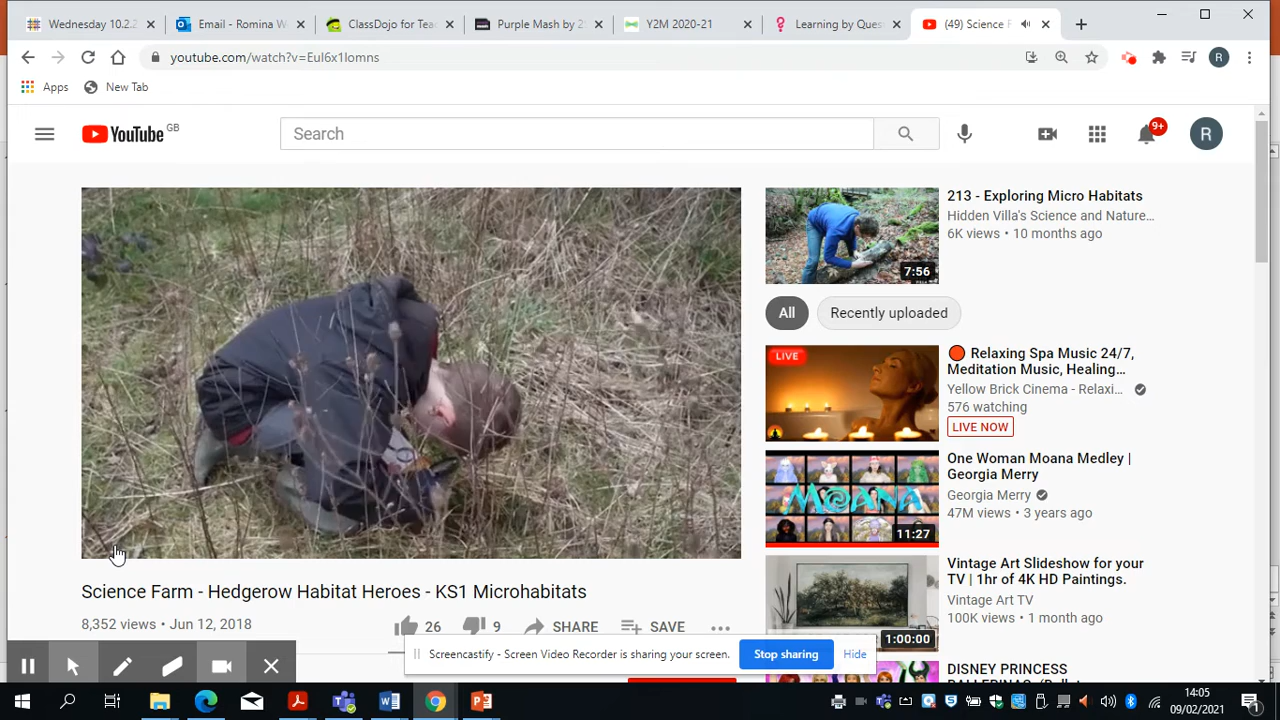 Wednesday 10.2.2
Email - Romina W
ClassDojo for Tea
Purple Mash by 2
Y2M 2020-21
Learning by Ques
(49) Science F
youtube.com/watch?v=Eul6x1lomns
R
Apps
New Tab
YouTube GB
Search
9+
R
213 - Exploring Micro Habitats
Hidden Villa's Science and Nature...
6K views • 10 months ago
7:56
All
Recently uploaded
LIVE
Relaxing Spa Music 24/7,
Meditation Music, Healing...
Yellow Brick Cinema - Relaxi...
576 watching
LIVE NOW
One Woman Moana Medley |
Georgia Merry
Georgia Merry
47M views • 3 years ago
MOANA
11:27
Vintage Art Slideshow for your
TV | 1hr of 4K HD Paintings.
Vintage Art TV
100K views • 1 month ago
1:00:00
DISNEY PRINCESS
Science Farm - Hedgerow Habitat Heroes - KS1 Microhabitats
8,352 views • Jun 12, 2018
26
9
SHARE
SAVE
Screencastify - Screen Video Recorder is sharing your screen.
Stop sharing
Hide
14:05
09/02/2021
1